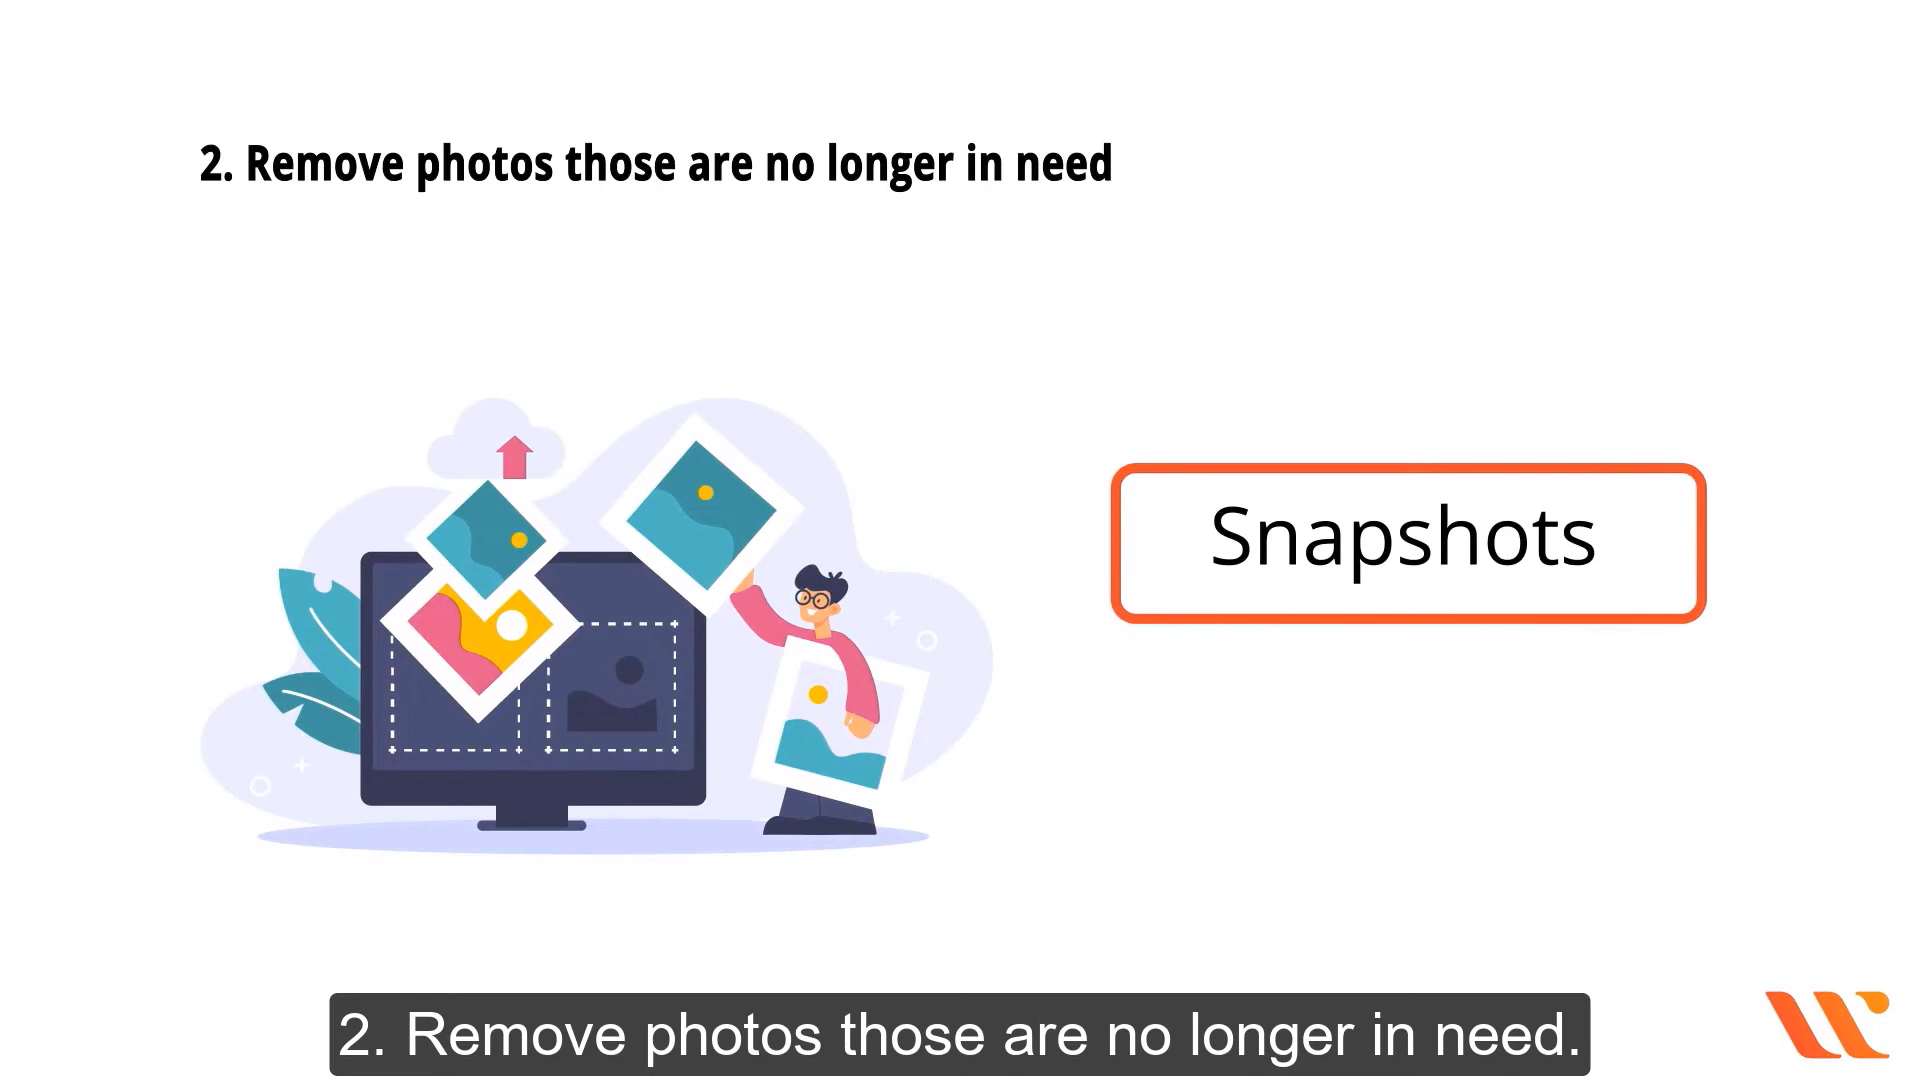 2. Remove photos those are no longer in need
Snapshots
2. Remove photos those are no longer in need.